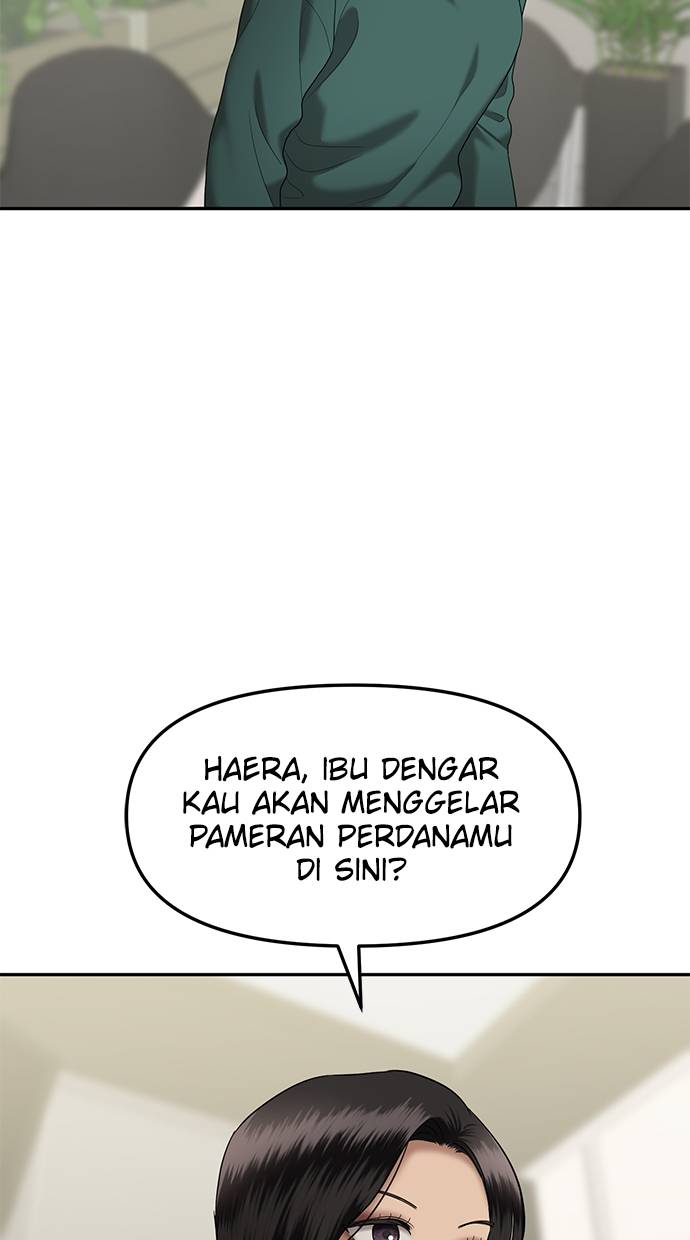 HAERA, IBU DENGAR
KAU AKAN MENGGELAR
PAMERAN PERDANAMU
DI SINI?